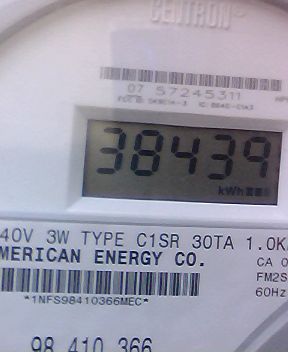 CENTRON®
07 57245311
38439
kWh
40V 3W TYPE C1SR 30TA 1.0K
MERICAN ENERGY CO.
CA 0
FM2S
60Hz
*1NFS98410366MEC*
98 410 366